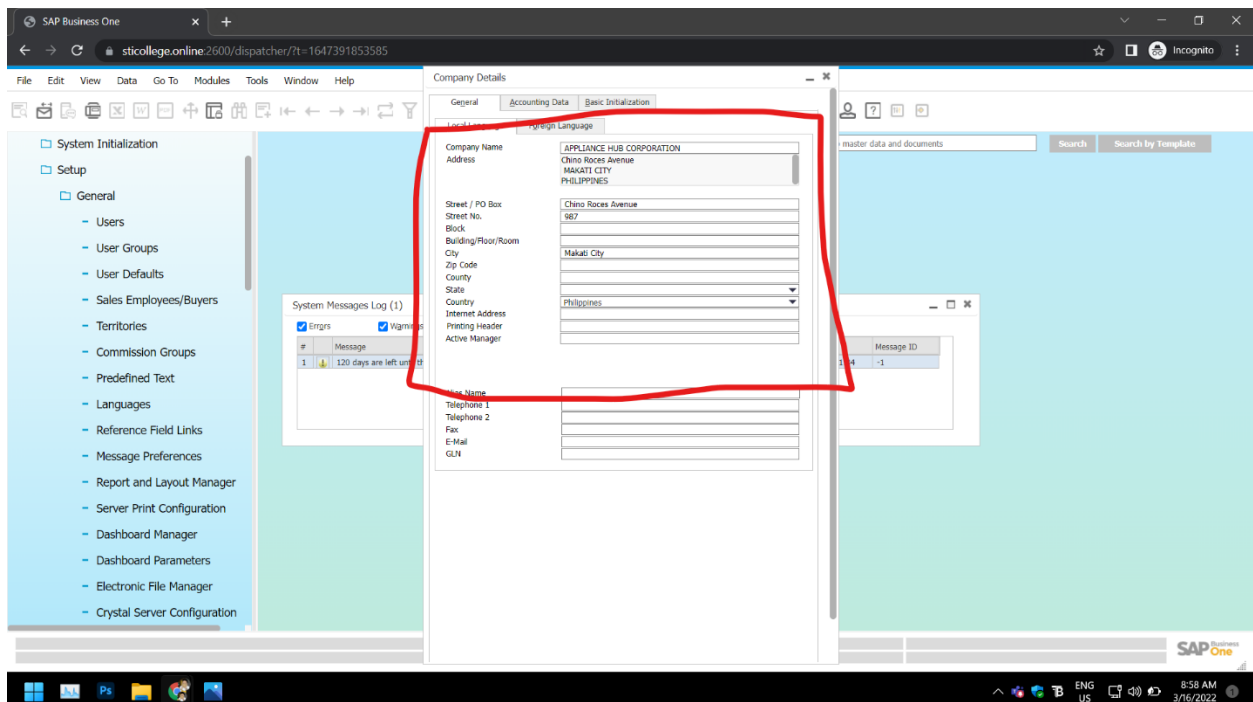 SAP Business One
sticollege.online:2600/dispatcher/?t=1647391853585
Incognito
File Edit View Data Go To Modules Tools Window Help
System Initialization
Setup
General
Users
User Groups
User Defaults
Sales Employees/Buyers
Territories
Commission Groups
Predefined Text
Languages
Reference Field Links
Message Preferences
Report and Layout Manager
Server Print Configuration
Dashboard Manager
Dashboard Parameters
Electronic File Manager
Crystal Server Configuration
master data and documents Search Search by Template
System Messages Log (1)
Errors Warnings
# Message Message ID
1 120 days are left until -1
Company Details
General Accounting Data Basic Initialization
Local Language Foreign Language
Company Name APPLIANCE HUB CORPORATION
Address Chino Roces Avenue
MAKATI CITY
PHILIPPINES
Street / PO Box Chino Roces Avenue
Street No. 987
Block
Building/Floor/Room
City Makati City
Zip Code
County
State
Country Philippines
Internet Address
Printing Header
Active Manager
Alias Name
Telephone 1
Telephone 2
Fax
E-Mail
GLN
SAP Business One
ENG
US
8:58 AM
3/16/2022
1